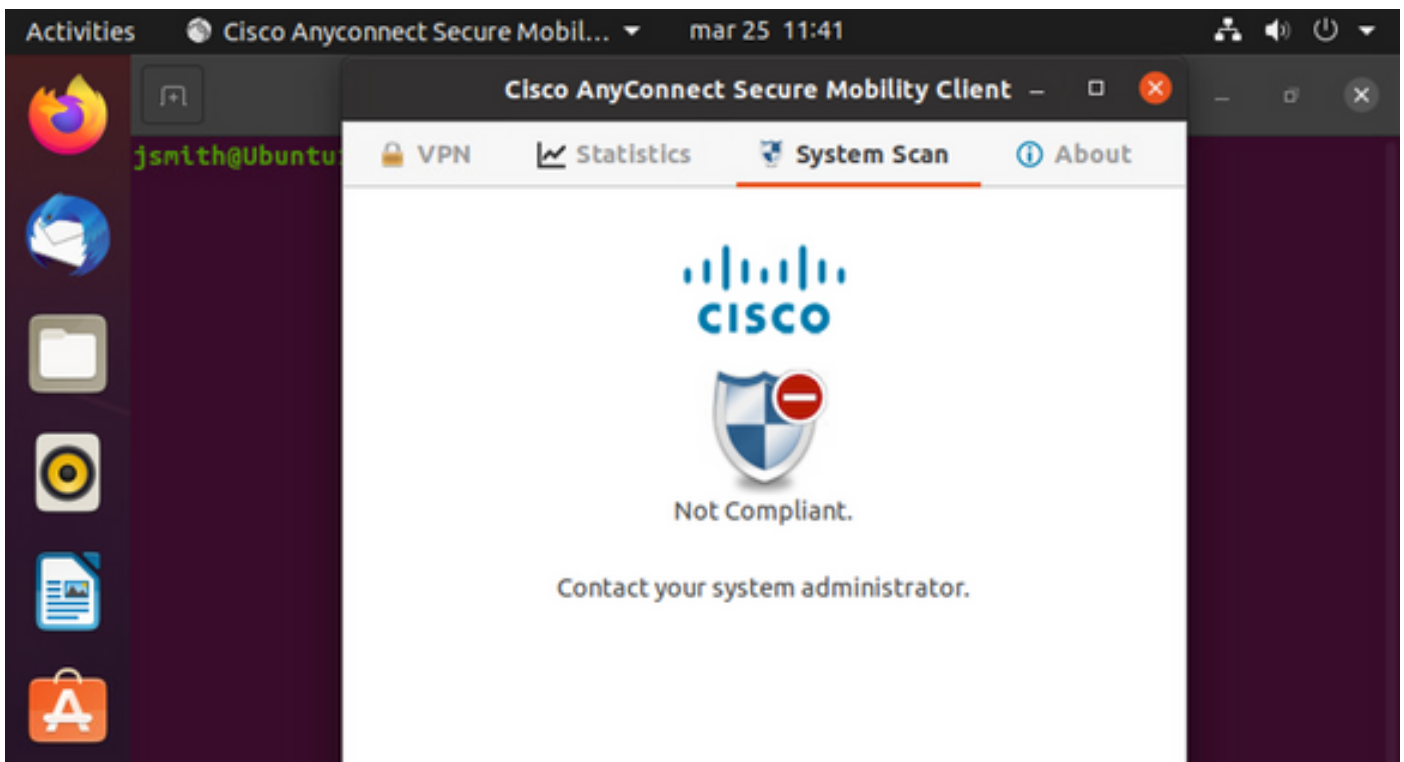 Activities Cisco Anyconnect Secure Mobil... mar 25 11:41
Cisco AnyConnect Secure Mobility Client
jsmith@Ubuntu
VPN Statistics System Scan About
CISCO
Not Compliant.
Contact your system administrator.